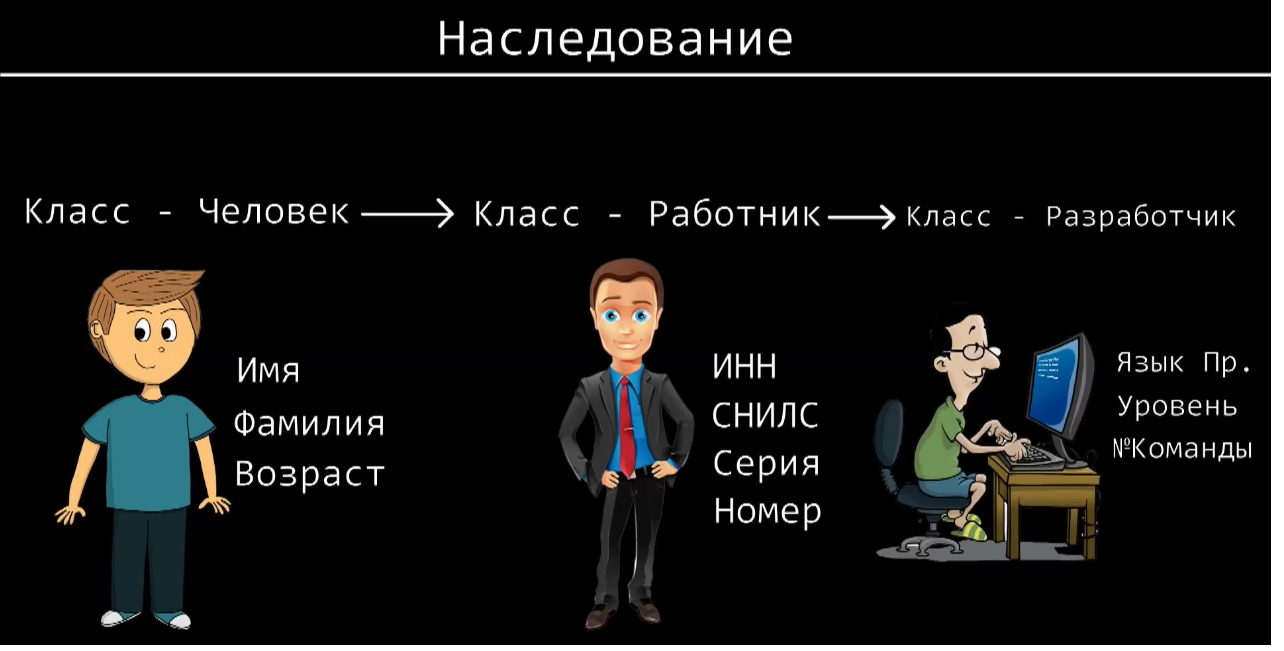 Наследование
Класс - Человек
Класс - Работник
Класс - Разработчик
Имя
Фамилия
Возраст
ИНН
СНИЛС
Серия
Номер
Язык Пр.
Уровень
№Команды